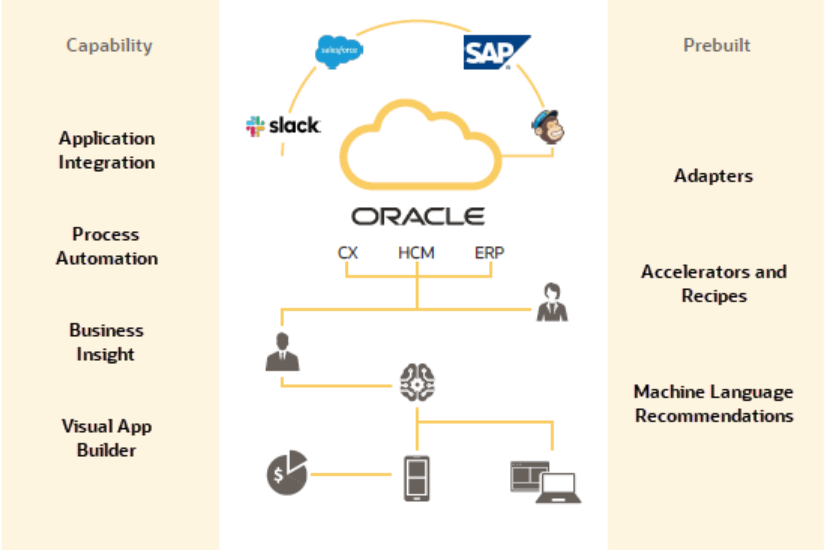 Capability
Application
Integration
Process
Automation
Business
Insight
Visual App
Builder
salesforce
SAP
slack
ORACLE
CX HCM ERP
$
Prebuilt
Adapters
Accelerators and
Recipes
Machine Language
Recommendations